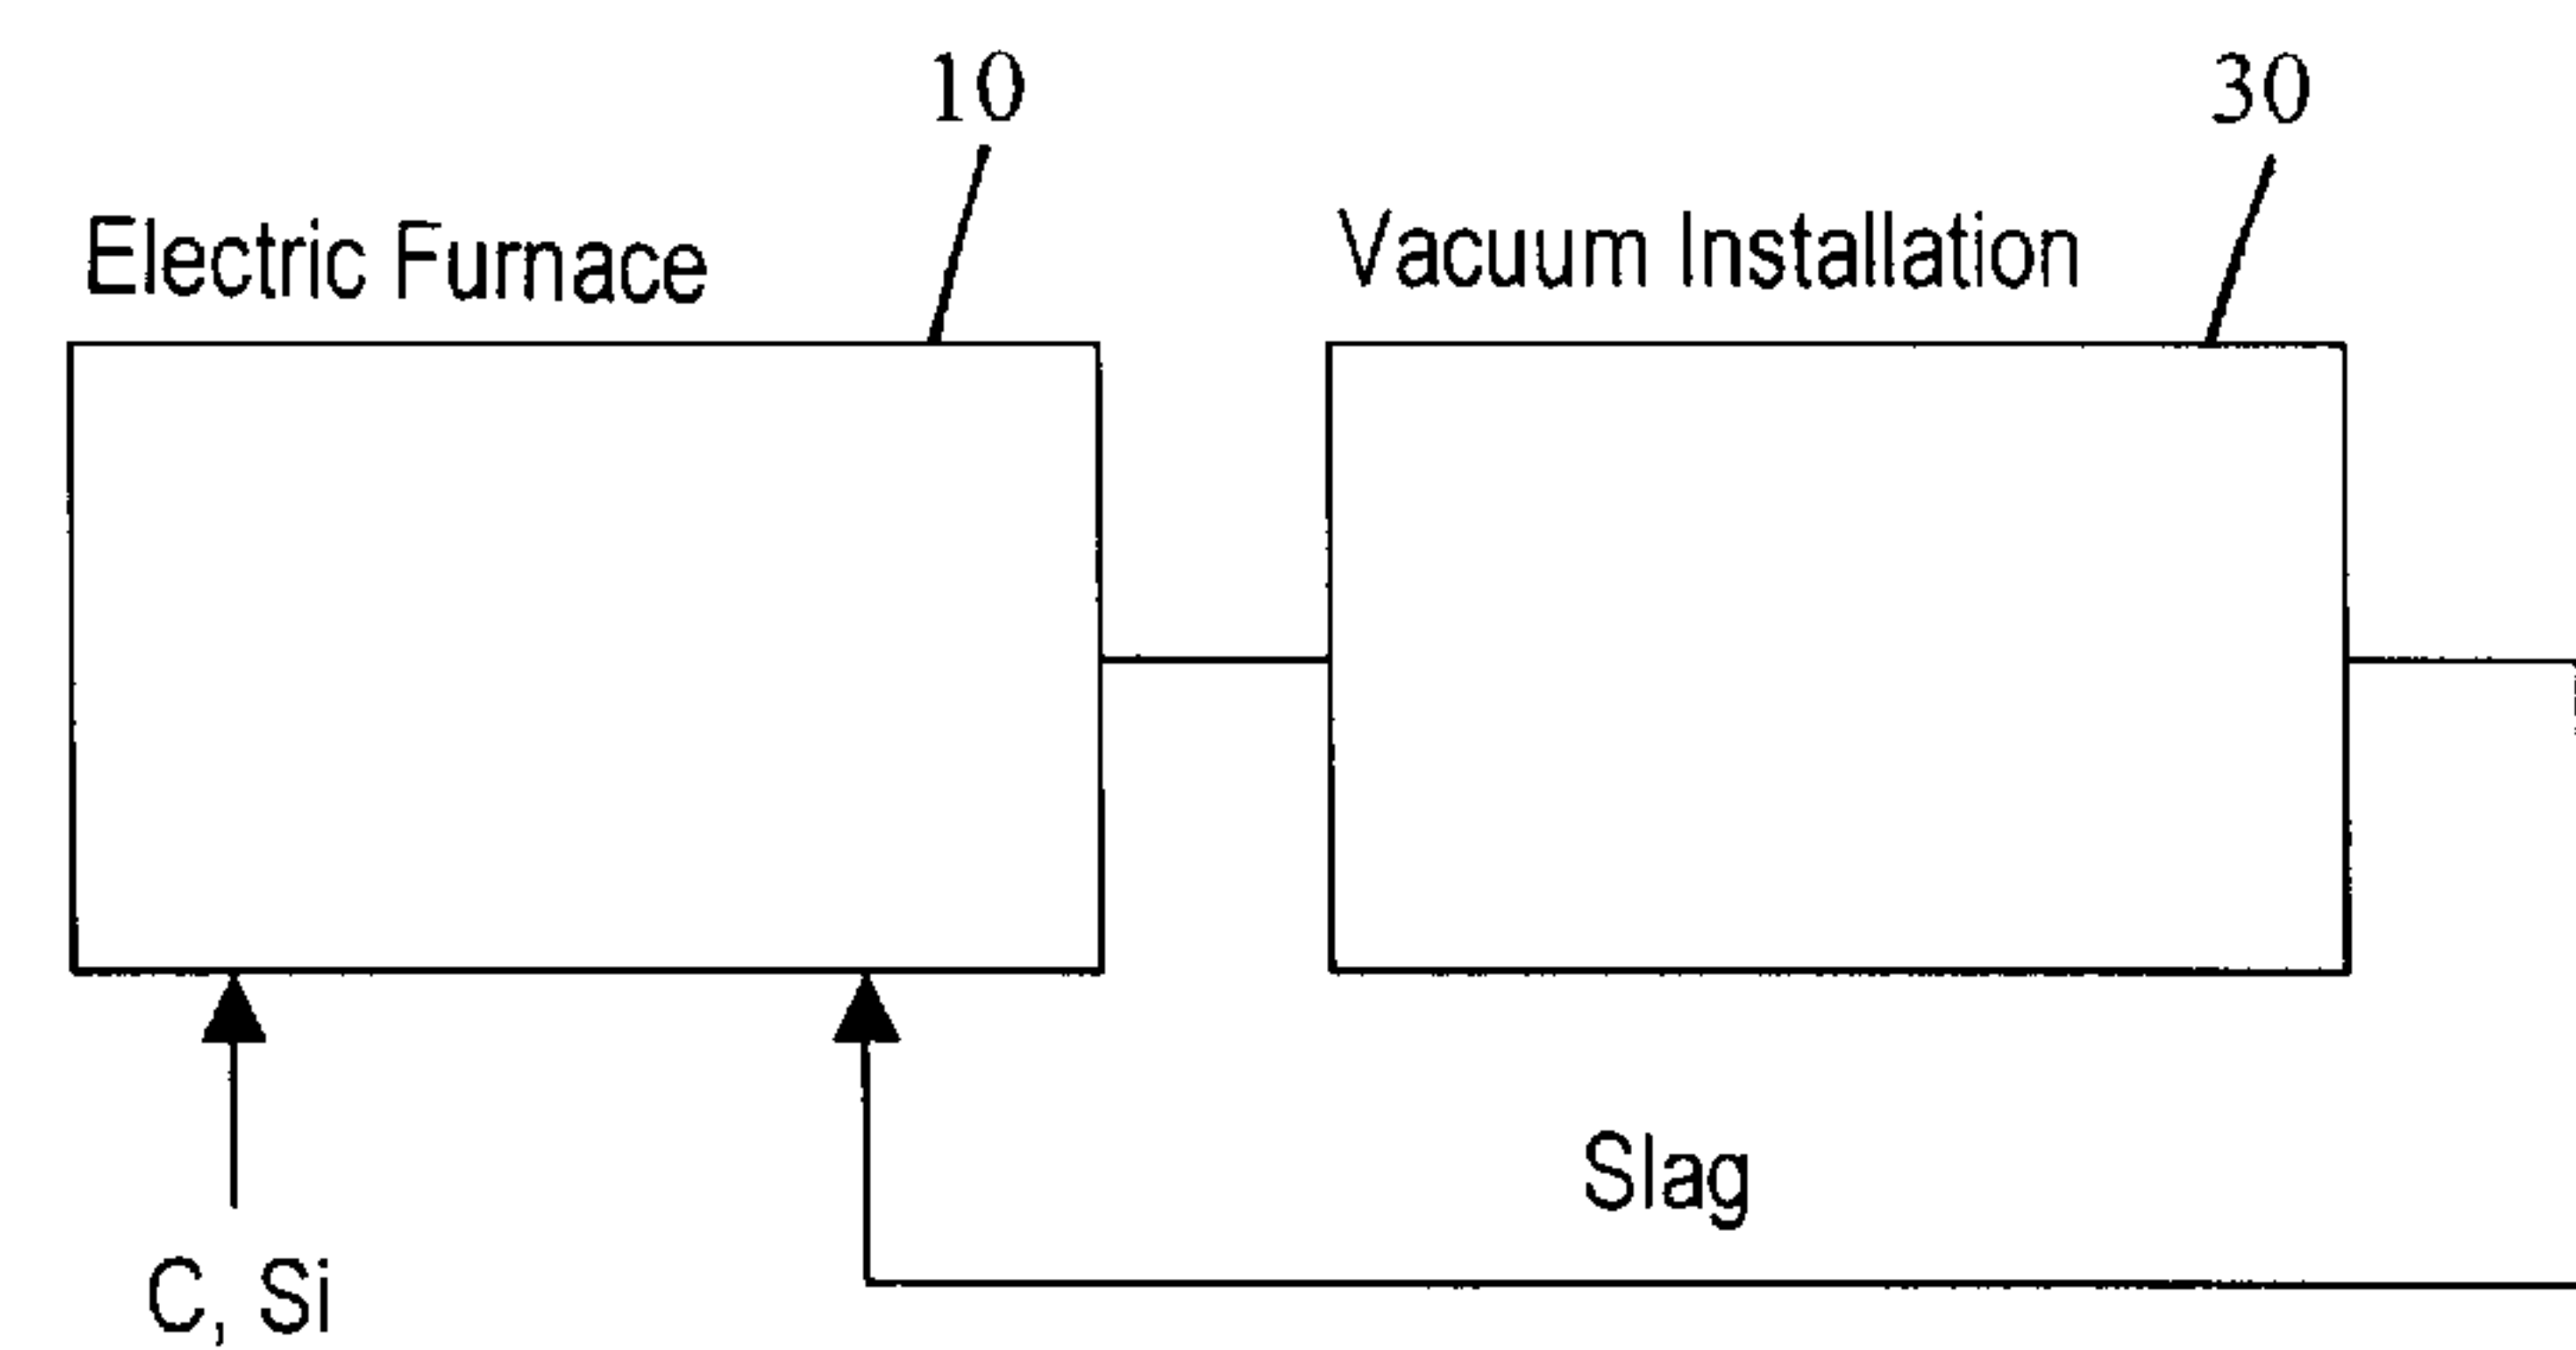 10
30
Electric Furnace
Vacuum Installation
Slag
C, Si